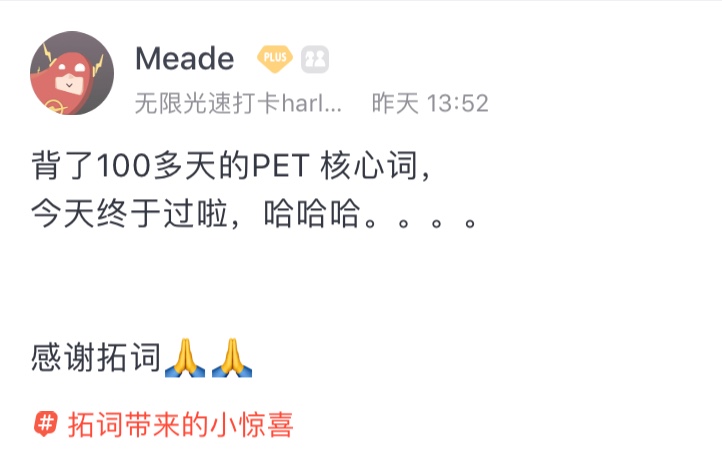 Meade PLUS
无限光速打卡harl... 昨天 13:52
背了100多天的PET 核心词，
今天终于过啦，哈哈哈。。。。
感谢拓词🙏🙏
# 拓词带来的小惊喜